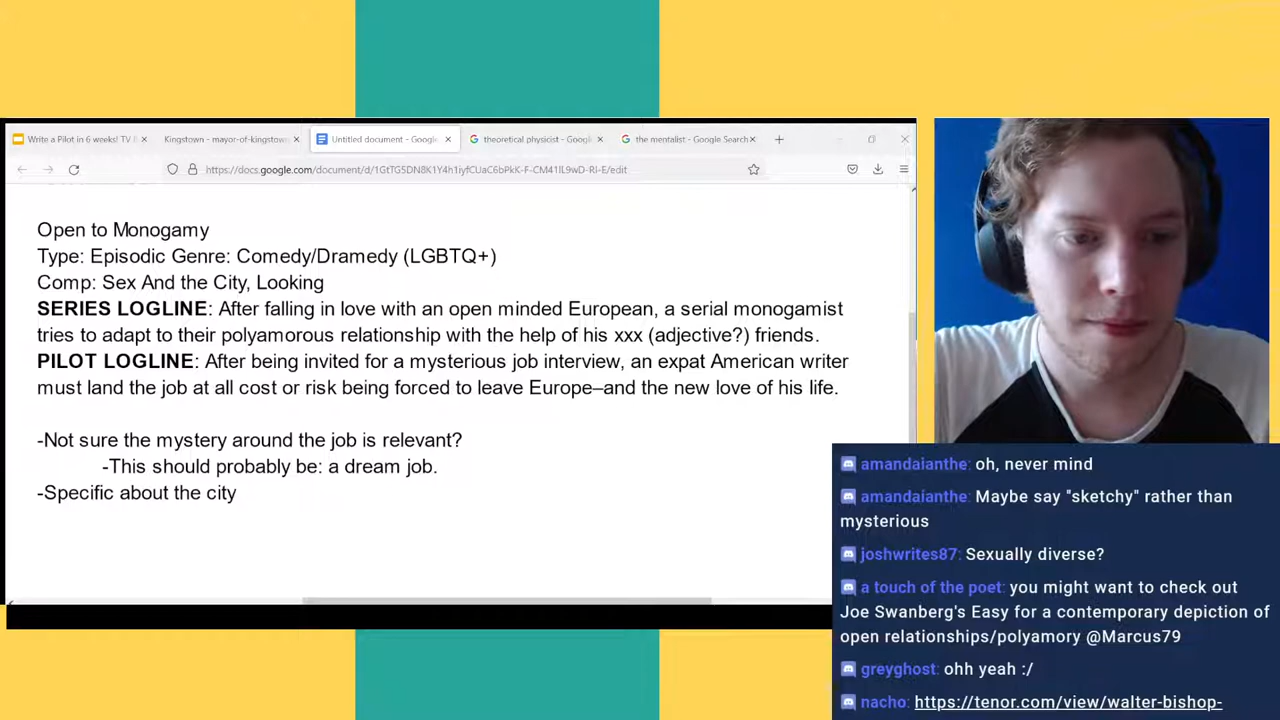 Write a Pilot in 6 weeks! TV
Kingstown - mayor-of-kingstown
Untitled document - Google
theoretical physicist - Goog
the mentalist - Google Search
https://docs.google.com/document/d/1GtTG5DN8K1Y4h1iyfCUaC6bPkK-F-CM41lL9wD-RI-E/edit
Open to Monogamy
Type: Episodic Genre: Comedy/Dramedy (LGBTQ+)
Comp: Sex And the City, Looking
SERIES LOGLINE: After falling in love with an open minded European, a serial monogamist
tries to adapt to their polyamorous relationship with the help of his xxx (adjective?) friends.
PILOT LOGLINE: After being invited for a mysterious job interview, an expat American writer
must land the job at all cost or risk being forced to leave Europe–and the new love of his life.
-Not sure the mystery around the job is relevant?
-This should probably be: a dream job.
-Specific about the city
amandaianthe: oh, never mind
amandaianthe: Maybe say "sketchy" rather than
mysterious
joshwrites87: Sexually diverse?
a touch of the poet: you might want to check out
Joe Swanberg's Easy for a contemporary depiction of
open relationships/polyamory @Marcus79
greyghost: ohh yeah :/
nacho: https://tenor.com/view/walter-bishop-